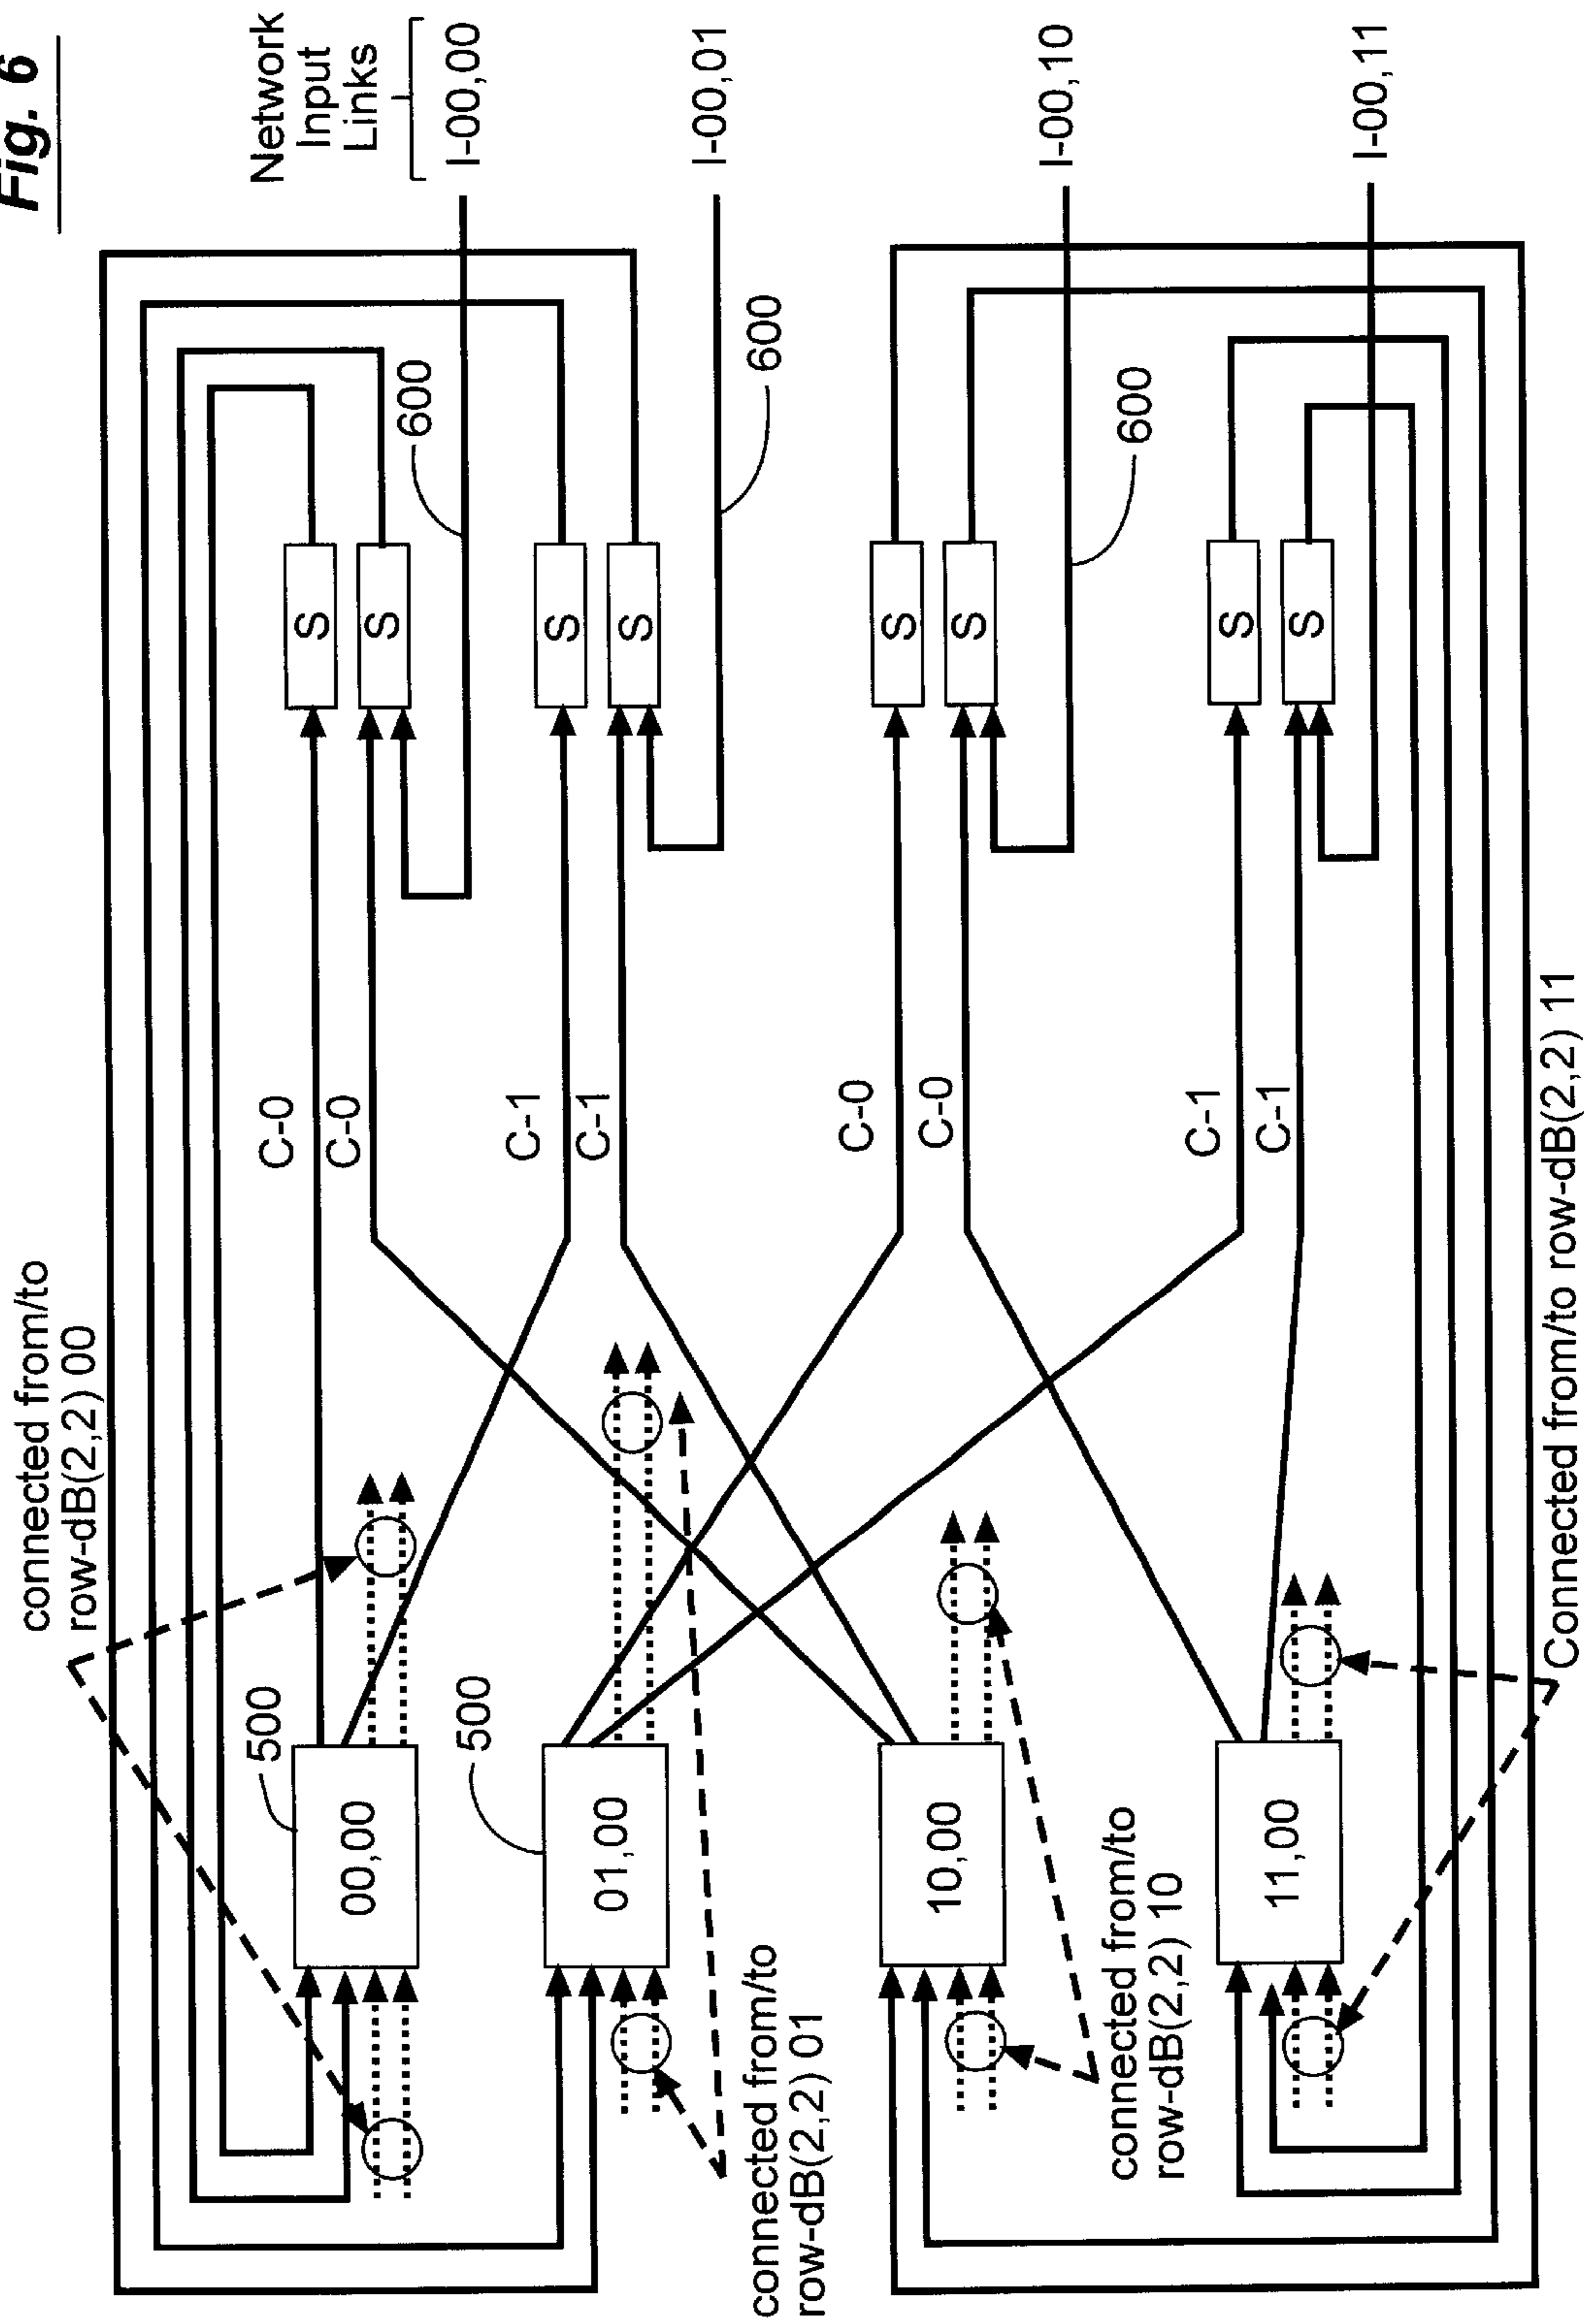 Fig. 6
Network
Input
Links
I-00,00
I-00,01
I-00,10
I-00,11
600
600
600
S
S
S
S
S
S
S
S
C-0
C-0
C-1
C-1
C-0
C-0
C-1
C-1
connected from/to
row-dB(2,2) 00
500
500
00,00
01,00
10,00
11,00
connected from/to
row-dB(2,2) 01
connected from/to
row-dB(2,2) 10
Connected from/to row-dB(2,2) 11